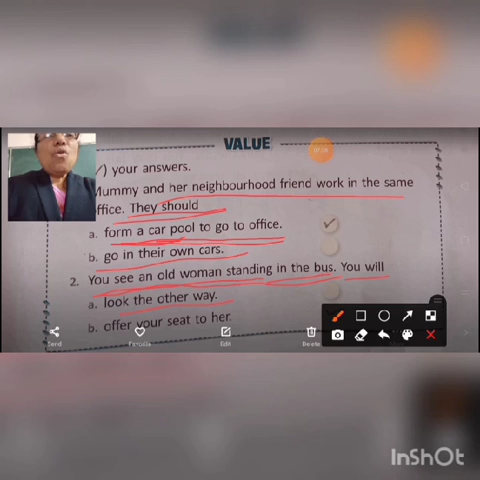 VALUE
) your answers.
Mummy and her neighbourhood friend work in the same
office. They should
a. form a car pool to go to office.
b. go in their own cars.
2. You see an old woman standing in the bus. You will
a. look the other way.
b. offer your seat to her.
Send
Favorite
Edit
Delete
InShOt